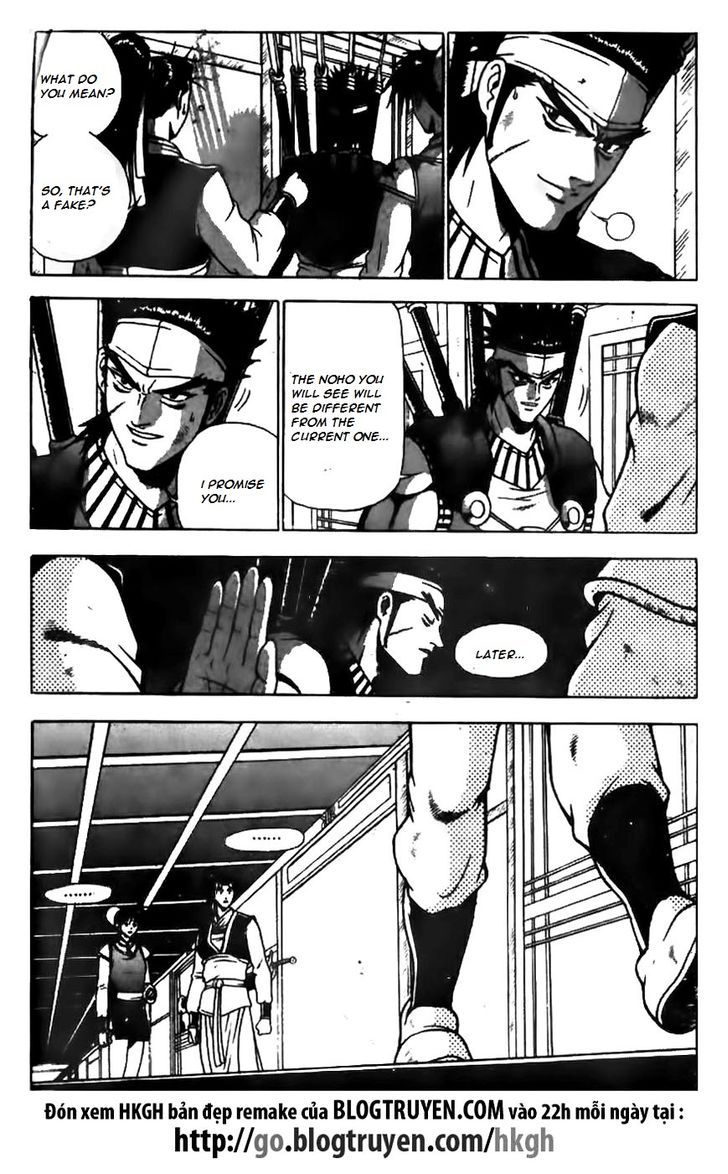 WHAT DO
YOU MEAN?
SO, THAT'S
A FAKE?
I PROMISE
YOU...
THE NOHO YOU
WILL SEE WILL
BE DIFFERENT
FROM THE
CURRENT ONE...
LATER...
......
......
Đón xem HKGH bản đẹp remake của BLOGTRUYEN.COM vào 22h mỗi ngày tại :
http://go.blogtruyen.com/hkgh